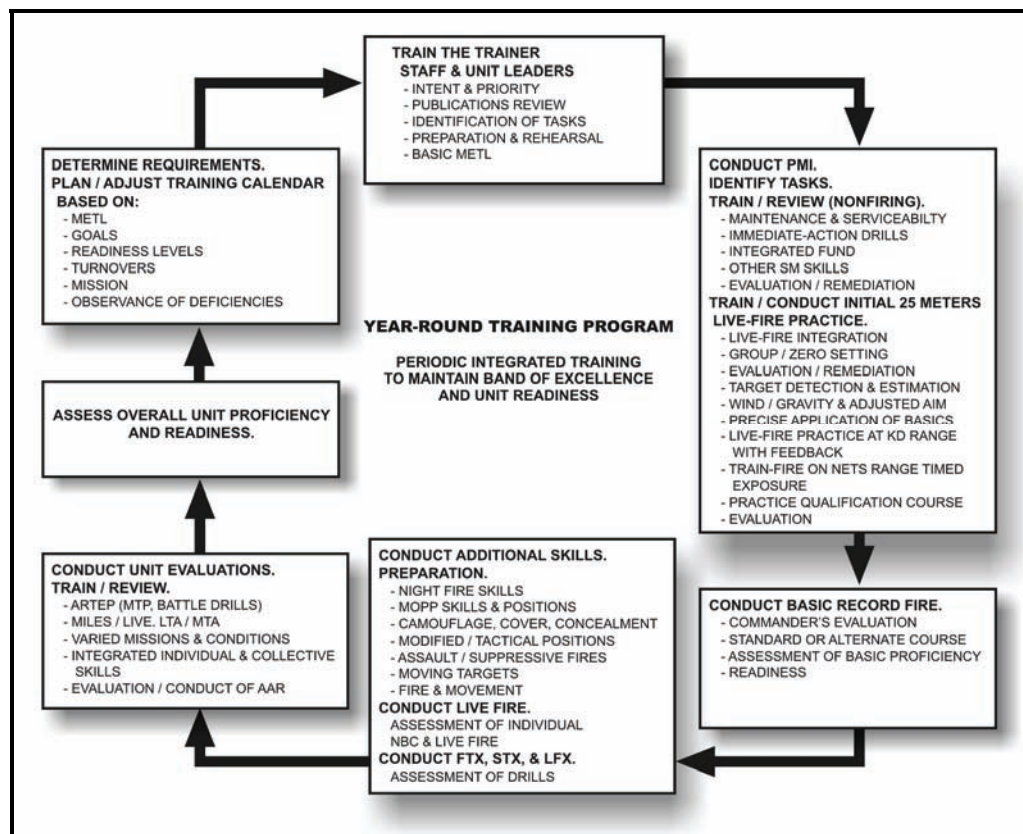 TRAIN THE TRAINER
STAFF & UNIT LEADERS
- INTENT & PRIORITY
- PUBLICATIONS REVIEW
- IDENTIFICATION OF TASKS
- PREPARATION & REHEARSAL
- BASIC METL
DETERMINE REQUIREMENTS.
PLAN / ADJUST TRAINING CALENDAR
BASED ON:
- METL
- GOALS
- READINESS LEVELS
- TURNOVERS
- MISSION
- OBSERVANCE OF DEFICIENCIES
CONDUCT PMI.
IDENTIFY TASKS.
TRAIN / REVIEW (NONFIRING).
- MAINTENANCE & SERVICEABILTY
- IMMEDIATE-ACTION DRILLS
- INTEGRATED FUND
- OTHER SM SKILLS
- EVALUATION / REMEDIATION
TRAIN / CONDUCT INITIAL 25 METERS
LIVE-FIRE PRACTICE.
- LIVE-FIRE INTEGRATION
- GROUP / ZERO SETTING
- EVALUATION / REMEDIATION
- TARGET DETECTION & ESTIMATION
- WIND / GRAVITY & ADJUSTED AIM
- PRECISE APPLICATION OF BASICS
- LIVE-FIRE PRACTICE AT KD RANGE
WITH FEEDBACK
- TRAIN-FIRE ON NETS RANGE TIMED
EXPOSURE
- PRACTICE QUALIFICATION COURSE
- EVALUATION
YEAR-ROUND TRAINING PROGRAM
PERIODIC INTEGRATED TRAINING
TO MAINTAIN BAND OF EXCELLENCE
AND UNIT READINESS
ASSESS OVERALL UNIT PROFICIENCY
AND READINESS.
CONDUCT UNIT EVALUATIONS.
TRAIN / REVIEW.
- ARTEP (MTP, BATTLE DRILLS)
- MILES / LIVE. LTA / MTA
- VARIED MISSIONS & CONDITIONS
- INTEGRATED INDIVIDUAL & COLLECTIVE
SKILLS
- EVALUATION / CONDUCT OF AAR
CONDUCT ADDITIONAL SKILLS.
PREPARATION.
- NIGHT FIRE SKILLS
- MOPP SKILLS & POSITIONS
- CAMOUFLAGE, COVER, CONCEALMENT
- MODIFIED / TACTICAL POSITIONS
- ASSAULT / SUPPRESSIVE FIRES
- MOVING TARGETS
- FIRE & MOVEMENT
CONDUCT LIVE FIRE.
ASSESSMENT OF INDIVIDUAL
NBC & LIVE FIRE
CONDUCT FTX, STX, & LFX.
ASSESSMENT OF DRILLS
CONDUCT BASIC RECORD FIRE.
- COMMANDER'S EVALUATION
- STANDARD OR ALTERNATE COURSE
- ASSESSMENT OF BASIC PROFICIENCY
- READINESS